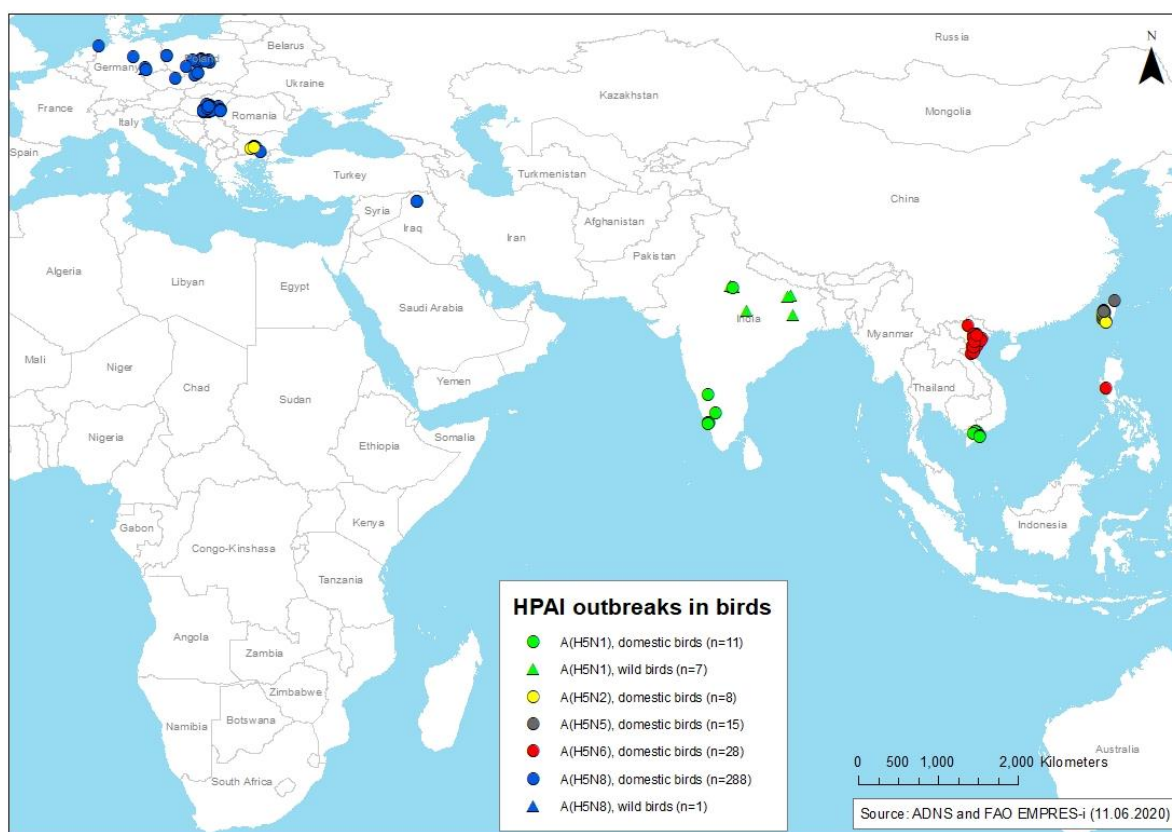 N
Russia
Belarus
Poland
Germany
Ukraine
Kazakhstan
France
Romania
Mongolia
Italy
Spain
Turkey
Turkmenistan
China
Syria
Afghanistan
Iraq
Iran
Pakistan
Algeria
Libyan
Egypt
Saudi Arabia
India
Myanmar
Mali
Niger
Chad
Sudan
Yemen
Thailand
Nigeria
Ethiopia
Somalia
Gabon
Kenya
Indonesia
Congo-Kinshasa
Tanzania
Angola
Zambia
Zimbabwe
Namibia
Botswana
South Africa
Australia
HPAI outbreaks in birds
A(H5N1), domestic birds (n=11)
A(H5N1), wild birds (n=7)
A(H5N2), domestic birds (n=8)
A(H5N5), domestic birds (n=15)
A(H5N6), domestic birds (n=28)
A(H5N8), domestic birds (n=288)
A(H5N8), wild birds (n=1)
0 500 1,000 2,000 Kilometers
Source: ADNS and FAO EMPRES-i (11.06.2020)